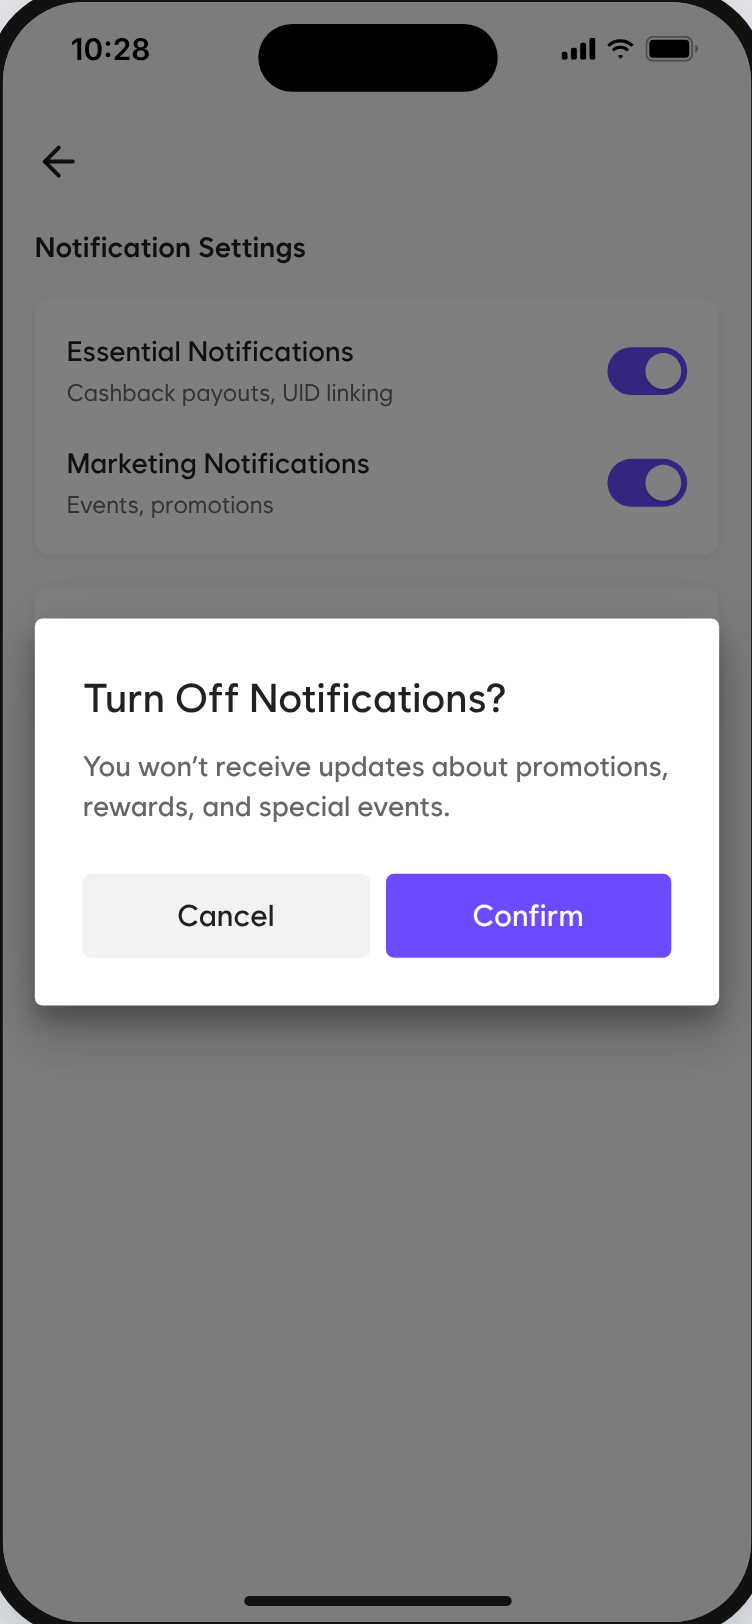 10:28
Notification Settings
Essential Notifications
Cashback payouts, UID linking
Marketing Notifications
Events, promotions
Turn Off Notifications?
You won’t receive updates about promotions,
rewards, and special events.
Cancel
Confirm